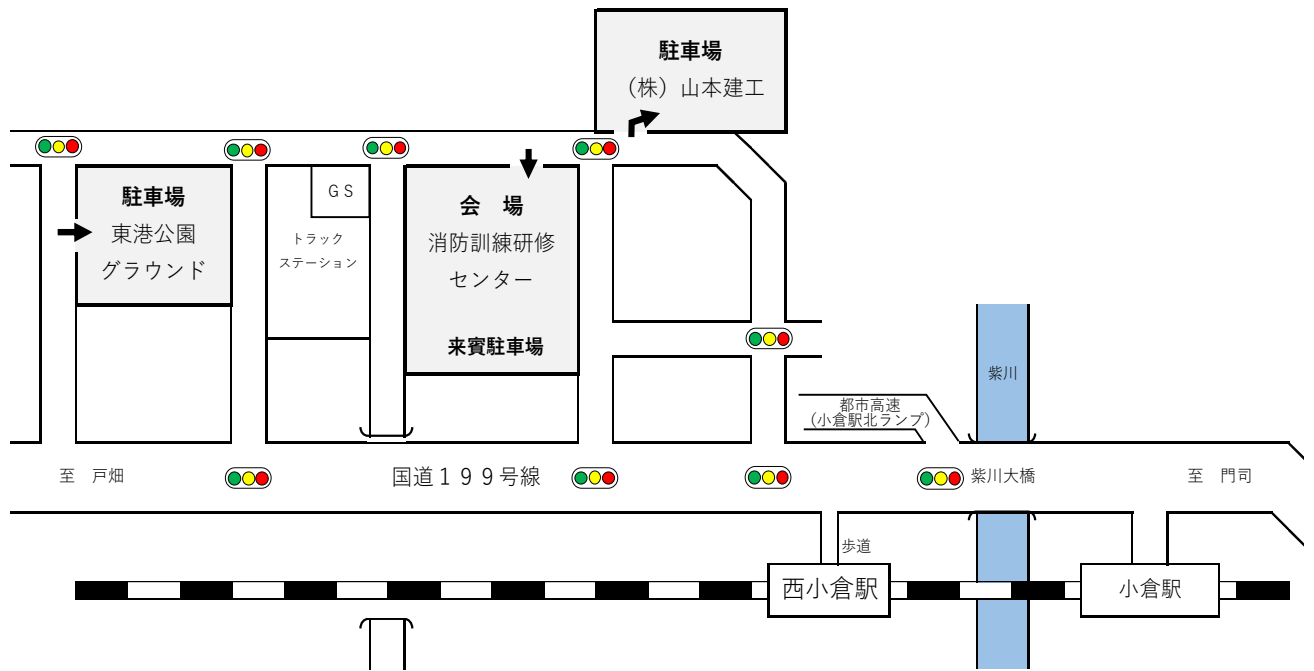 駐車場
（株）山本建工
駐車場
東港公園
グラウンド
ＧＳ
トラック
ステーション
会　場
消防訓練研修
センター
来賓駐車場
紫川
都市高速
（小倉駅北ランプ）
至　戸畑
国道１９９号線
紫川大橋
至　門司
歩道
西小倉駅
小倉駅